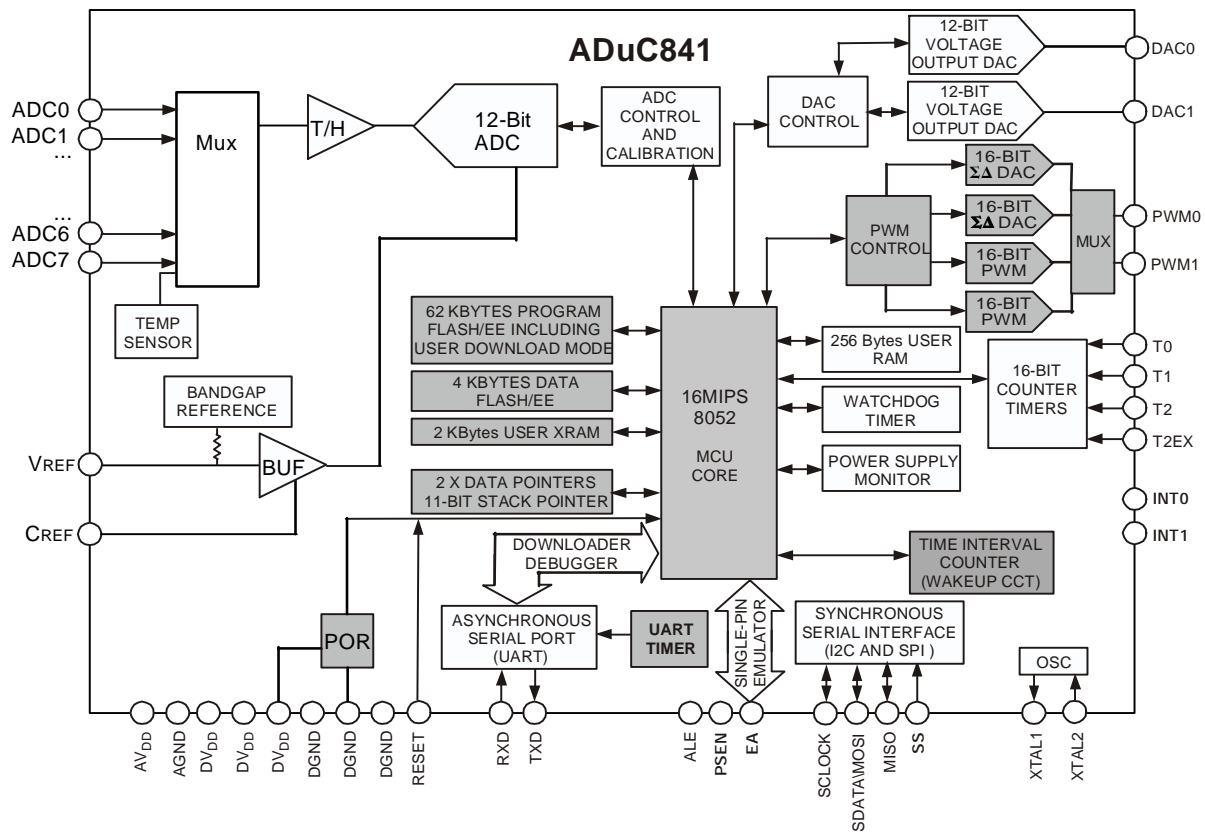 ADuC841
12-BIT
VOLTAGE
OUTPUT DAC
DAC0
ADC0
ADC1
...
...
ADC6
ADC7
Mux
T/H
12-Bit
ADC
ADC
CONTROL
AND
CALIBRATION
DAC
CONTROL
12-BIT
VOLTAGE
OUTPUT DAC
DAC1
TEMP
SENSOR
PWM
CONTROL
16-BIT
ΣΔ DAC
16-BIT
ΣΔ DAC
16-BIT
PWM
16-BIT
PWM
MUX
PWM0
PWM1
BANDGAP
REFERENCE
VREF
BUF
CREF
62 KBYTES PROGRAM
FLASH/EE INCLUDING
USER DOWNLOAD MODE
4 KBYTES DATA
FLASH/EE
2 KBytes USER XRAM
2 X DATA POINTERS
11-BIT STACK POINTER
16MIPS
8052
MCU
CORE
256 Bytes USER
RAM
WATCHDOG
TIMER
POWER SUPPLY
MONITOR
16-BIT
COUNTER
TIMERS
T0
T1
T2
T2EX
INT0
INT1
TIME INTERVAL
COUNTER
(WAKEUP CCT)
DOWNLOADER
DEBUGGER
POR
ASYNCHRONOUS
SERIAL PORT
(UART)
UART
TIMER
SINGLE-PIN
EMULATOR
SYNCHRONOUS
SERIAL INTERFACE
(I2C AND SPI )
OSC
AVDD
AGND
DVDD
DVDD
DVDD
DGND
DGND
DGND
RESET
RXD
TXD
ALE
PSEN
EA
SCLOCK
SDATA\MOSI
MISO
SS
XTAL1
XTAL2